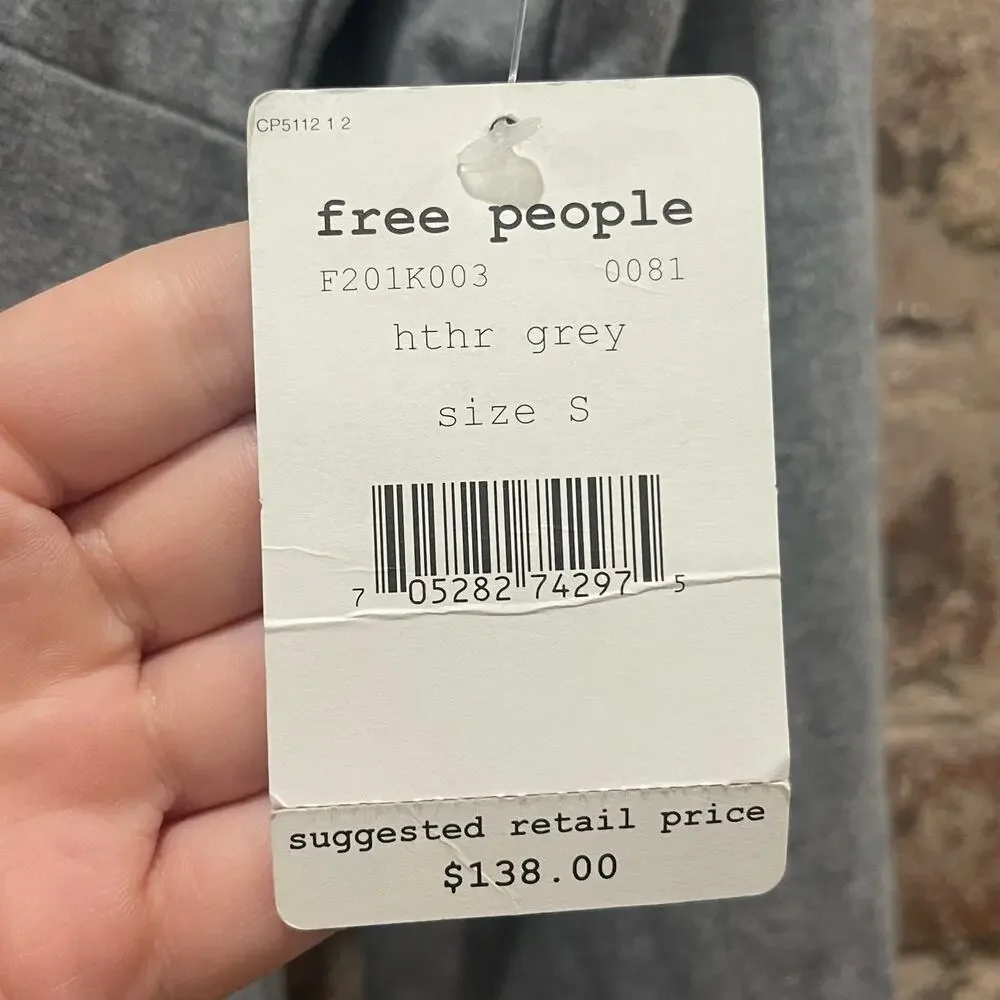 CP5112 1 2
free people
F201K003 0081
hthr grey
size S
7 05282 74297 5
suggested retail price
$138.00